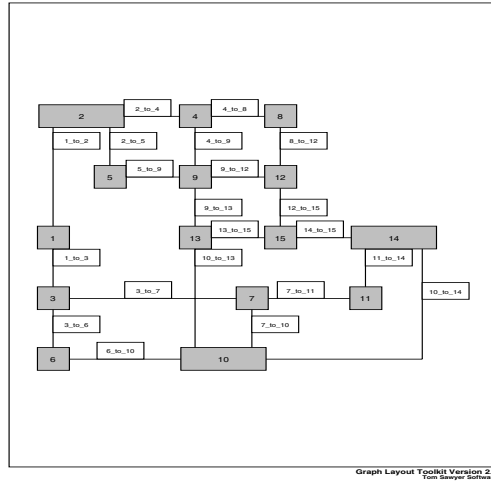 2_to_4
4_to_8
2
4
8
1_to_2
2_to_5
4_to_9
8_to_12
5_to_9
9_to_12
5
9
12
9_to_13
12_to_15
13_to_15
14_to_15
1
13
15
14
1_to_3
10_to_13
11_to_14
3_to_7
7_to_11
10_to_14
3
7
11
3_to_6
7_to_10
6_to_10
6
10
Graph Layout Toolkit Version 2.
Tom Sawyer Softwa